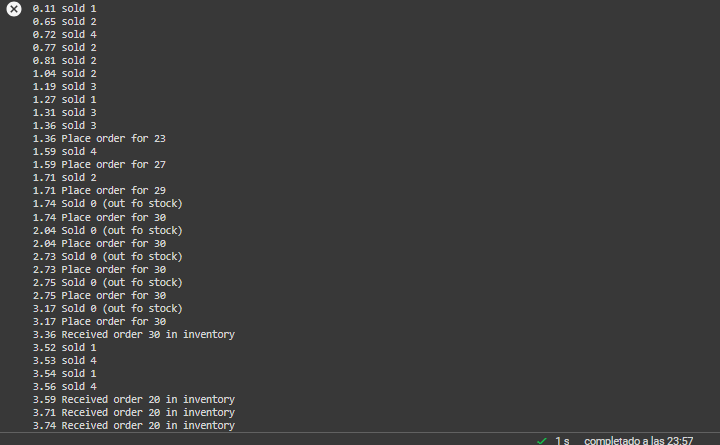 0.11 sold 1
0.65 sold 2
0.72 sold 4
0.77 sold 2
0.81 sold 2
1.04 sold 2
1.19 sold 3
1.27 sold 1
1.31 sold 3
1.36 sold 3
1.36 Place order for 23
1.59 sold 4
1.59 Place order for 27
1.71 sold 2
1.71 Place order for 29
1.74 Sold 0 (out fo stock)
1.74 Place order for 30
2.04 Sold 0 (out fo stock)
2.04 Place order for 30
2.73 Sold 0 (out fo stock)
2.73 Place order for 30
2.75 Sold 0 (out fo stock)
2.75 Place order for 30
3.17 Sold 0 (out fo stock)
3.17 Place order for 30
3.36 Received order 30 in inventory
3.52 sold 1
3.53 sold 4
3.54 sold 1
3.56 sold 4
3.59 Received order 20 in inventory
3.71 Received order 20 in inventory
3.74 Received order 20 in inventory
1 s completado a las 23:57